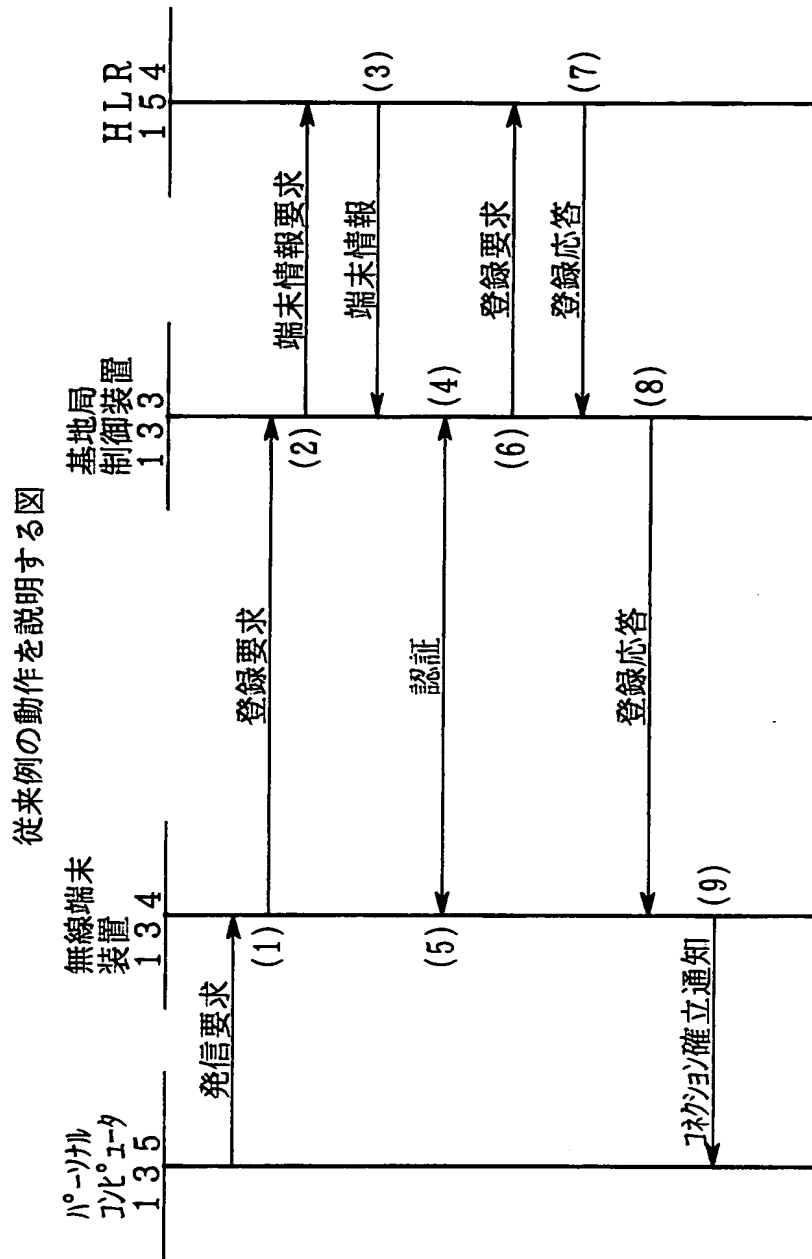 従来例の動作を説明する図
パーソナル
コンピュータ
135
無線端末
装置
134
基地局
制御装置
133
HLR
154
発信要求
(1)
登録要求
(2)
端末情報要求
(3)
端末情報
(4)
認証
(5)
(6)
登録要求
(7)
登録応答
(8)
登録応答
(9)
コネクション確立通知